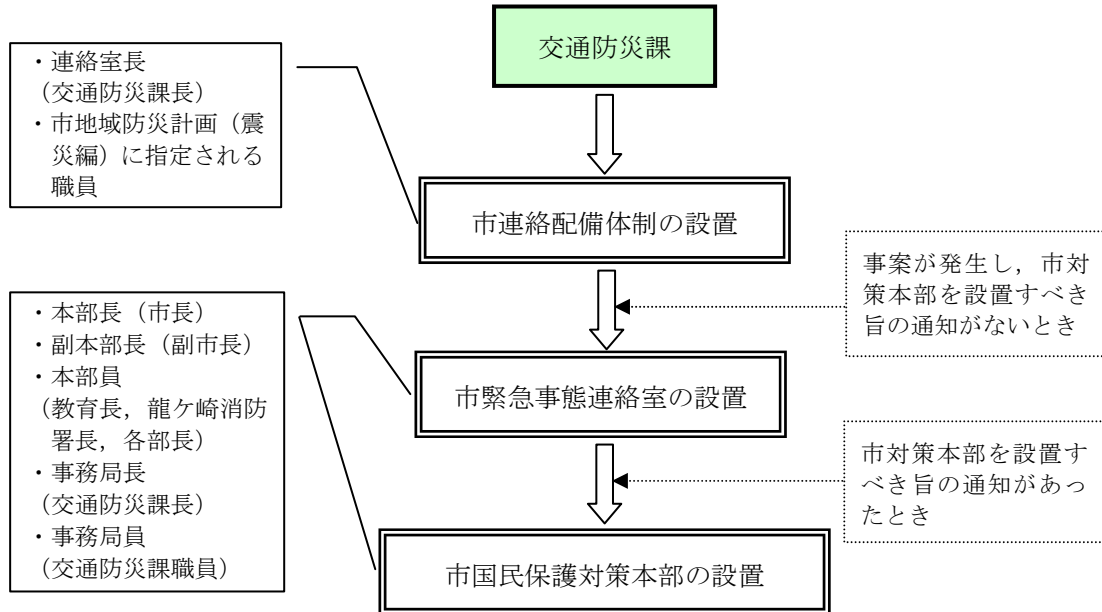 交通防災課
・連絡室長
（交通防災課長）
・市地域防災計画（震
災編）に指定される
職員
市連絡配備体制の設置
事案が発生し，市対
策本部を設置すべき
旨の通知がないとき
・本部長（市長）
・副本部長（副市長）
・本部員
（教育長，龍ケ崎消防
署長，各部長）
・事務局長
（交通防災課長）
・事務局員
（交通防災課職員）
市緊急事態連絡室の設置
市対策本部を設置す
べき旨の通知があっ
たとき
市国民保護対策本部の設置